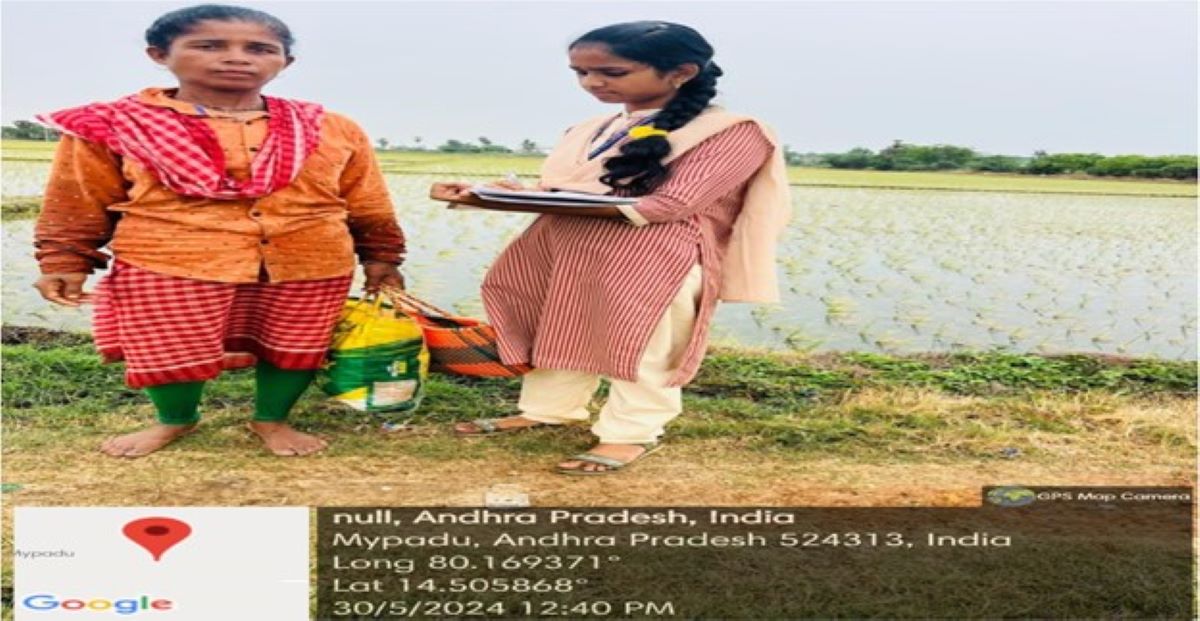 GPS Map Camera
null, Andhra Pradesh, India
Mypadu, Andhra Pradesh 524313, India
Long 80.169371°
Lat 14.505868°
30/5/2024 12:40 PM
Mypadu
Google